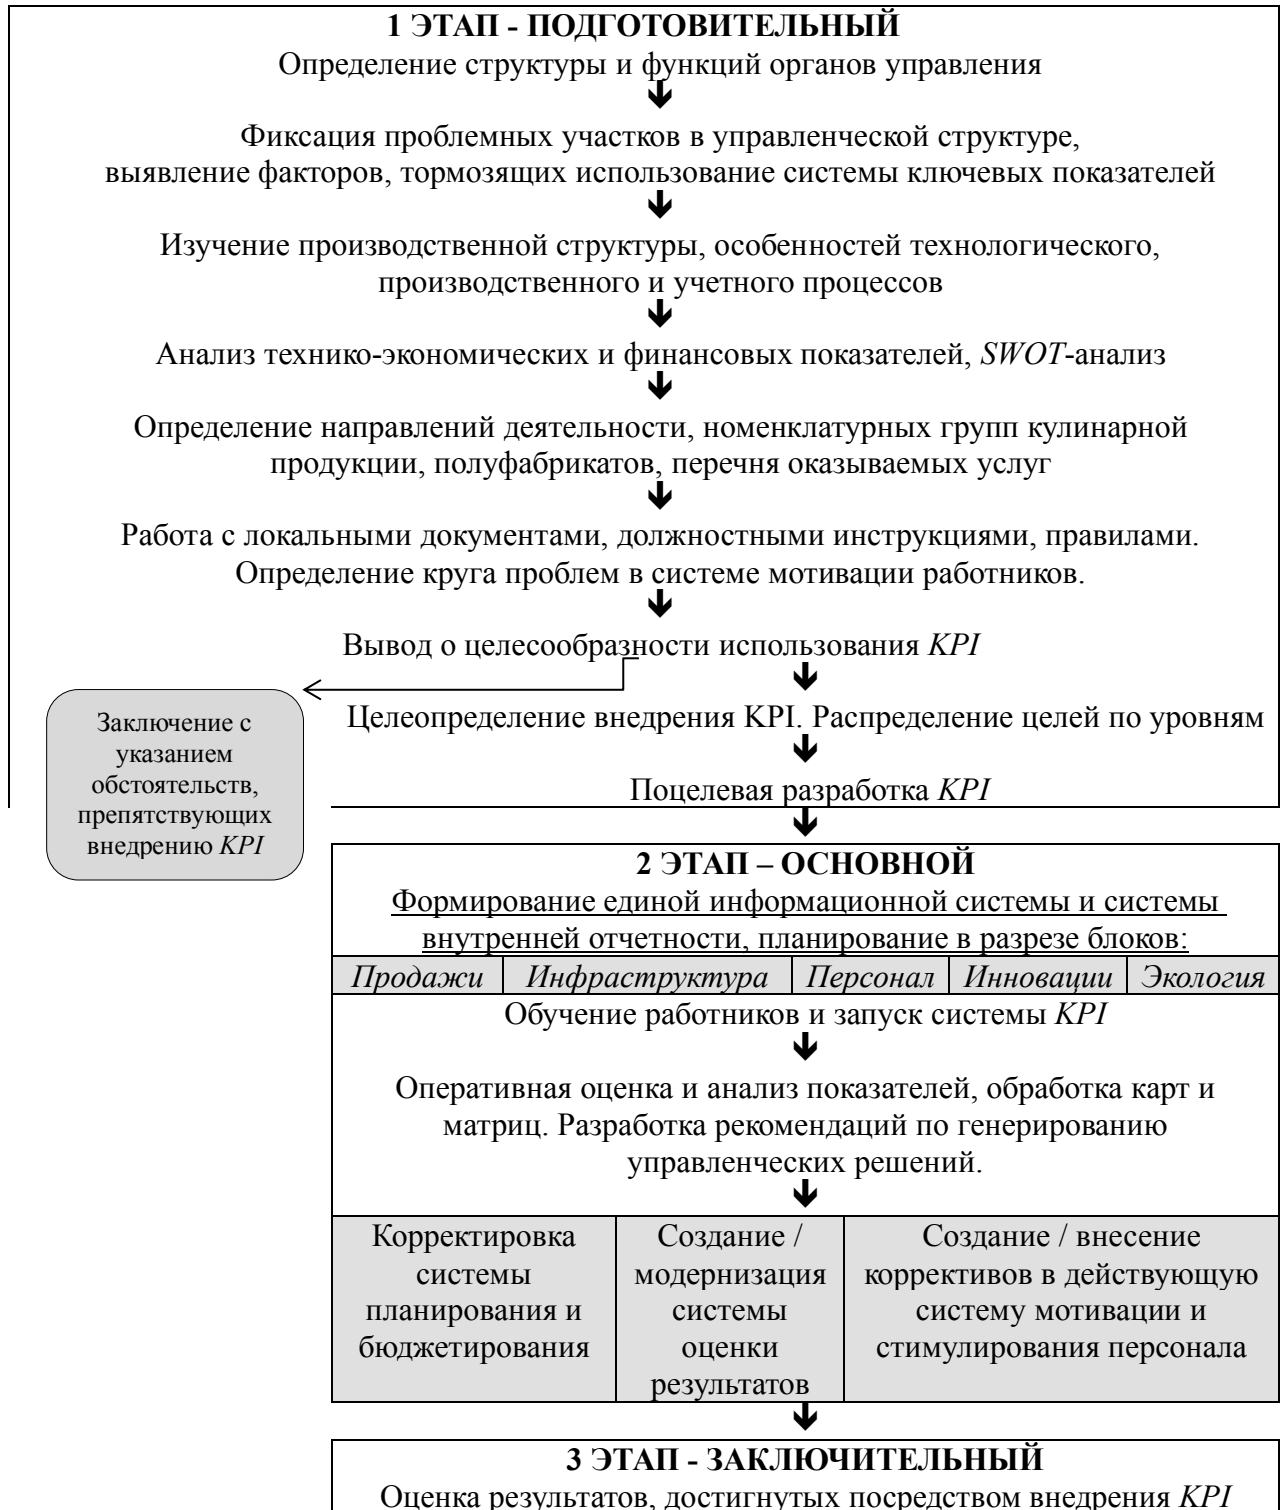 1 ЭТАП - ПОДГОТОВИТЕЛЬНЫЙ
Определение структуры и функций органов управления
Фиксация проблемных участков в управленческой структуре,
выявление факторов, тормозящих использование системы ключевых показателей
Изучение производственной структуры, особенностей технологического,
производственного и учетного процессов
Анализ технико-экономических и финансовых показателей, SWOT-анализ
Определение направлений деятельности, номенклатурных групп кулинарной
продукции, полуфабрикатов, перечня оказываемых услуг
Работа с локальными документами, должностными инструкциями, правилами.
Определение круга проблем в системе мотивации работников.
Вывод о целесообразности использования KPI
Заключение с
указанием
обстоятельств,
препятствующих
внедрению KPI
Целеопределение внедрения KPI. Распределение целей по уровням
Поцелевая разработка KPI
2 ЭТАП – ОСНОВНОЙ
Формирование единой информационной системы и системы
внутренней отчетности, планирование в разрезе блоков:
Продажи Инфраструктура Персонал Инновации Экология
Обучение работников и запуск системы KPI
Оперативная оценка и анализ показателей, обработка карт и
матриц. Разработка рекомендаций по генерированию
управленческих решений.
Корректировка
системы
планирования и
бюджетирования
Создание /
модернизация
системы
оценки
результатов
Создание / внесение
коррективов в действующую
систему мотивации и
стимулирования персонала
3 ЭТАП - ЗАКЛЮЧИТЕЛЬНЫЙ
Оценка результатов, достигнутых посредством внедрения KPI